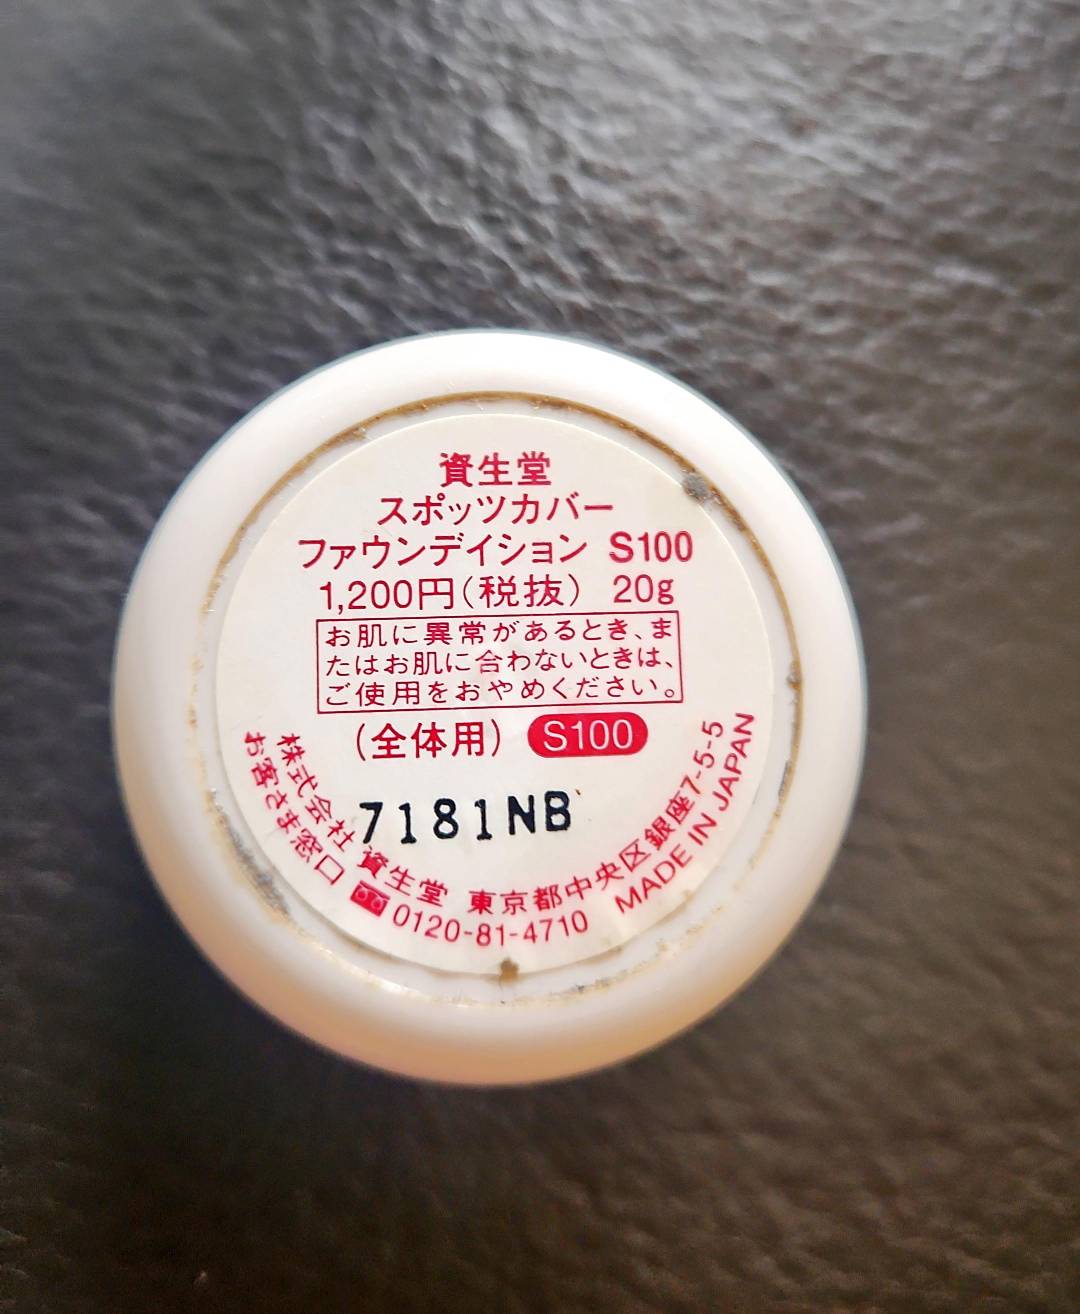 資生堂
スポッツカバー
ファウンデイション S100
1,200円(税抜) 20g
お肌に異常があるとき、ま
たはお肌に合わないときは、
ご使用をおやめください。
(全体用) S100
7181NB
株式会社 資生堂 東京都中央区銀座7-5-5
お客さま窓口 0120-81-4710 MADE IN JAPAN